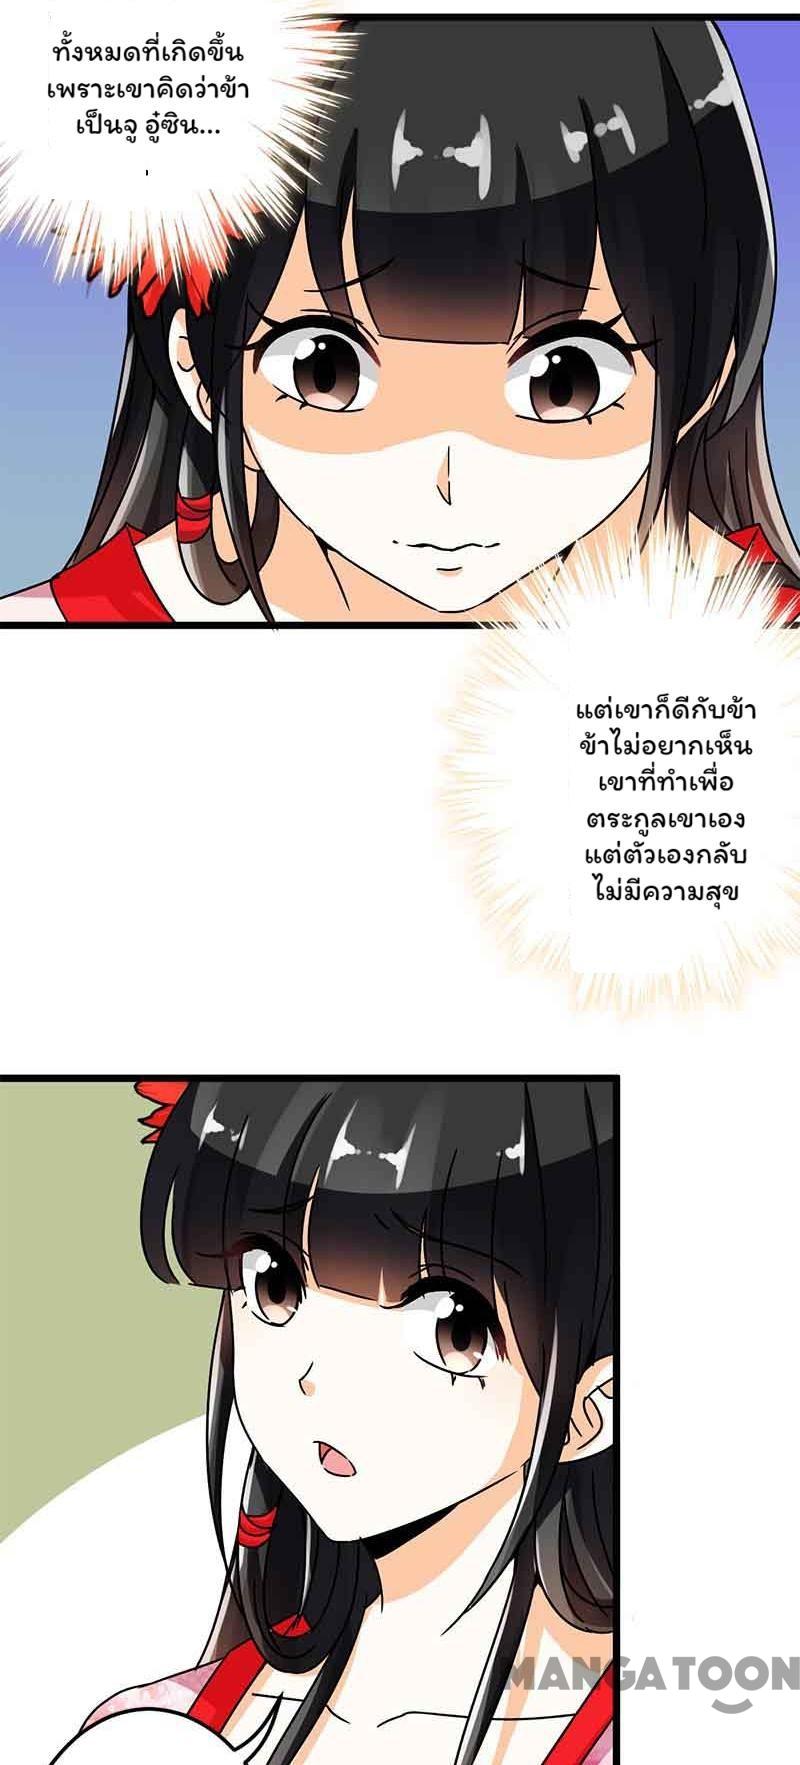 ทั้งหมดที่เกิดขึ้น
เพราะเขาคิดว่าข้า
เป็นจู อู๋ซิน...
แต่เขาก็ดีกับข้า
ข้าไม่อยากเห็น
เขาที่ทำเพื่อ
ตระกูลเขาเอง
แต่ตัวเองกลับ
ไม่มีความสุข
MANGATOON